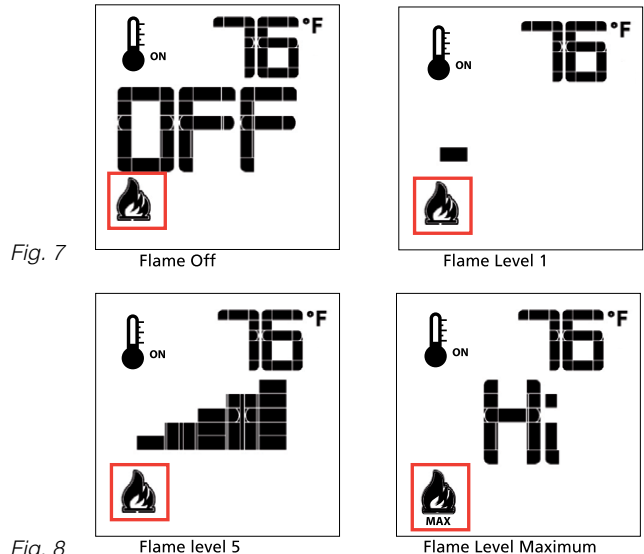 76 °F
ON
OFF
Fig. 7
Flame Off
76 °F
ON
Flame Level 1
76 °F
ON
Fig. 8
Flame level 5
76 °F
ON
Hi
MAX
Flame Level Maximum